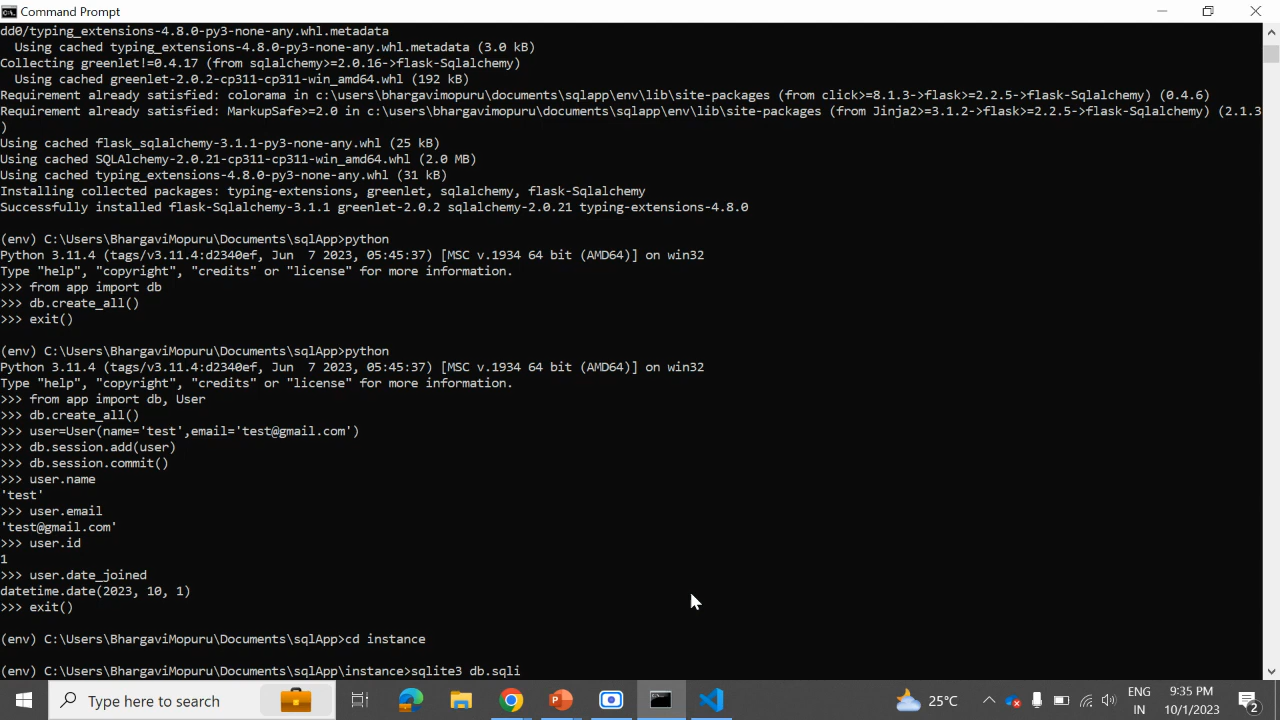 Command Prompt
dd0/typing_extensions-4.8.0-py3-none-any.whl.metadata
  Using cached typing_extensions-4.8.0-py3-none-any.whl.metadata (3.0 kB)
Collecting greenlet!=0.4.17 (from sqlalchemy>=2.0.16->flask-Sqlalchemy)
  Using cached greenlet-2.0.2-cp311-cp311-win_amd64.whl (192 kB)
Requirement already satisfied: colorama in c:\users\bhargavimopuru\documents\sqlapp\env\lib\site-packages (from click>=8.1.3->flask>=2.2.5->flask-Sqlalchemy) (0.4.6)
Requirement already satisfied: MarkupSafe>=2.0 in c:\users\bhargavimopuru\documents\sqlapp\env\lib\site-packages (from Jinja2>=3.1.2->flask>=2.2.5->flask-Sqlalchemy) (2.1.3
)
Using cached flask_sqlalchemy-3.1.1-py3-none-any.whl (25 kB)
Using cached SQLAlchemy-2.0.21-cp311-cp311-win_amd64.whl (2.0 MB)
Using cached typing_extensions-4.8.0-py3-none-any.whl (31 kB)
Installing collected packages: typing-extensions, greenlet, sqlalchemy, flask-Sqlalchemy
Successfully installed flask-Sqlalchemy-3.1.1 greenlet-2.0.2 sqlalchemy-2.0.21 typing-extensions-4.8.0
(env) C:\Users\BhargaviMopuru\Documents\sqlApp>python
Python 3.11.4 (tags/v3.11.4:d2340ef, Jun  7 2023, 05:45:37) [MSC v.1934 64 bit (AMD64)] on win32
Type "help", "copyright", "credits" or "license" for more information.
>>> from app import db
>>> db.create_all()
>>> exit()
(env) C:\Users\BhargaviMopuru\Documents\sqlApp>python
Python 3.11.4 (tags/v3.11.4:d2340ef, Jun  7 2023, 05:45:37) [MSC v.1934 64 bit (AMD64)] on win32
Type "help", "copyright", "credits" or "license" for more information.
>>> from app import db, User
>>> db.create_all()
>>> user=User(name='test',email='test@gmail.com')
>>> db.session.add(user)
>>> db.session.commit()
>>> user.name
'test'
>>> user.email
'test@gmail.com'
>>> user.id
1
>>> user.date_joined
datetime.date(2023, 10, 1)
>>> exit()
(env) C:\Users\BhargaviMopuru\Documents\sqlApp>cd instance
(env) C:\Users\BhargaviMopuru\Documents\sqlApp\instance>sqlite3 db.sqli
Type here to search
25°C
ENG
IN
9:35 PM
10/1/2023
2